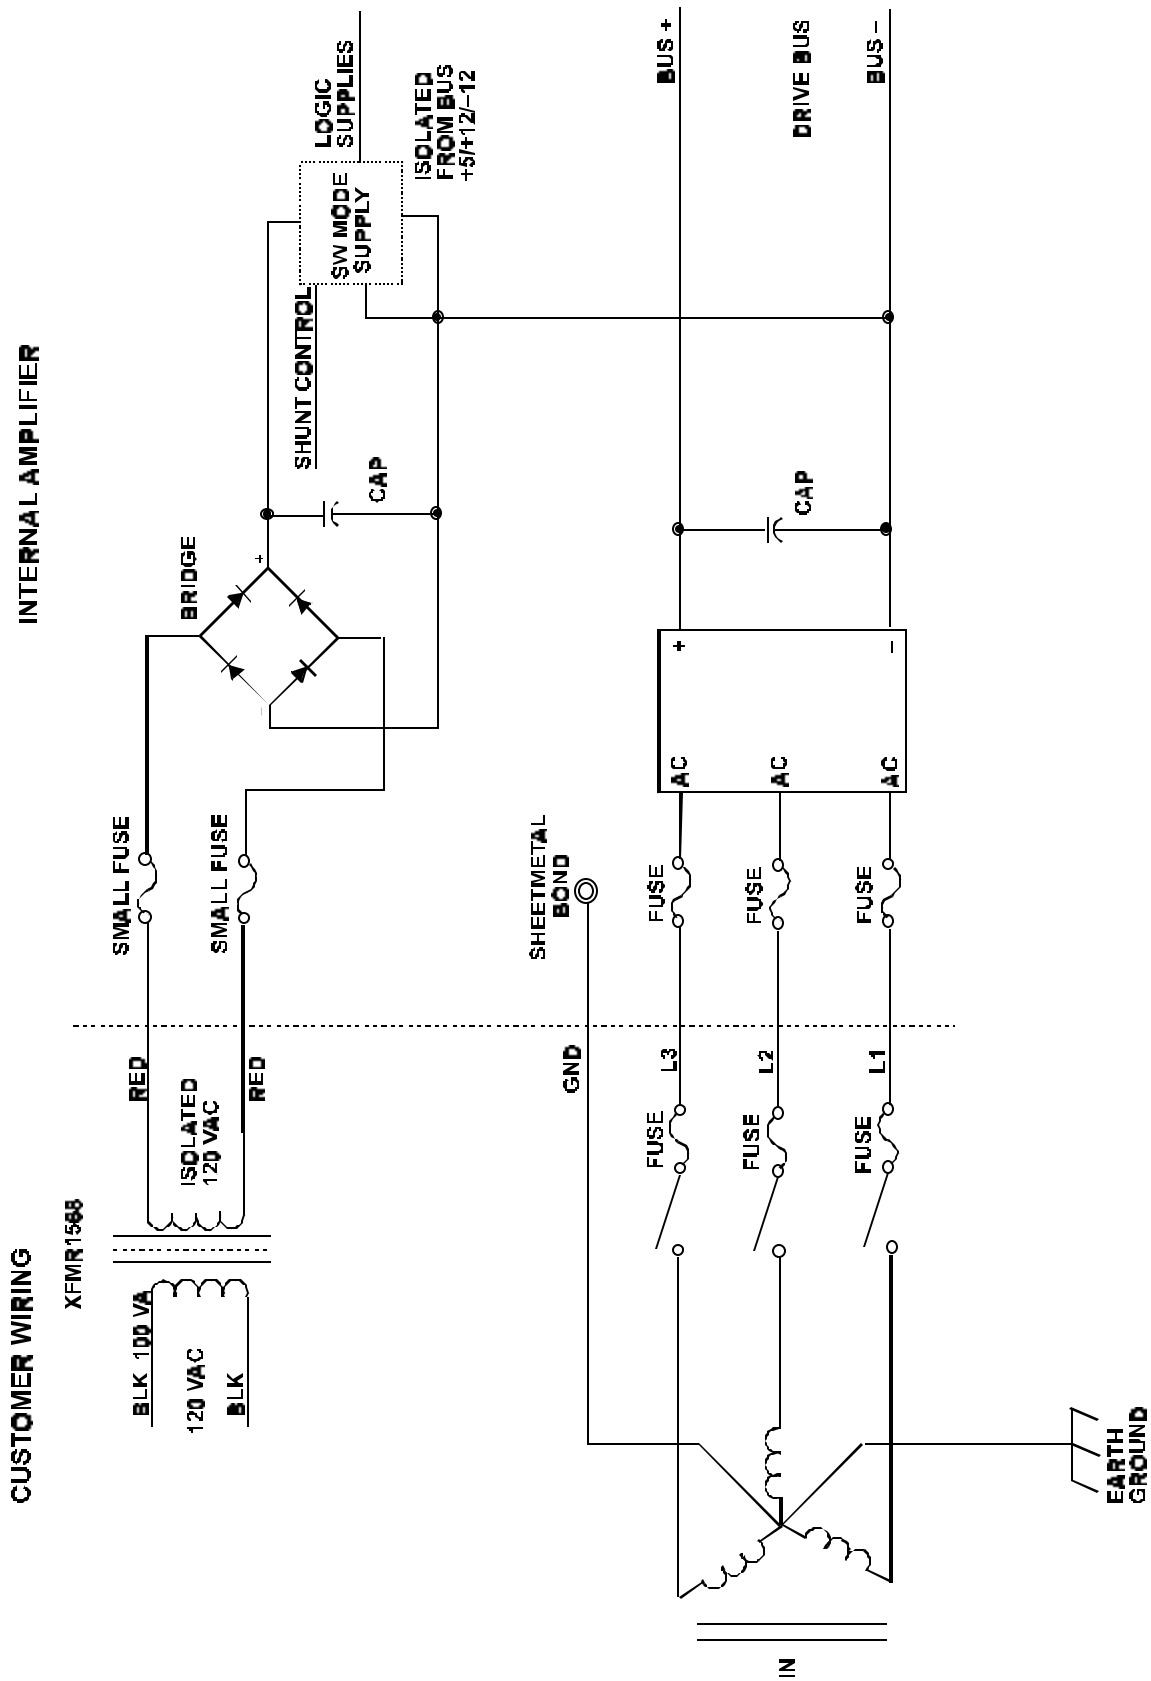 CUSTOMER WIRING
INTERNAL AMPLIFIER
XFMR1568
BLK 100 VA
120 VAC
BLK
RED
ISOLATED
120 VAC
RED
SMALL FUSE
SMALL FUSE
BRIDGE
+
–
CAP
SHUNT CONTROL
SW MODE
SUPPLY
LOGIC
SUPPLIES
ISOLATED
FROM BUS
+5/+12/–12
GND
SHEETMETAL
BOND
IN
EARTH
GROUND
FUSE
L3
FUSE
AC
+
BUS +
FUSE
L2
FUSE
AC
CAP
DRIVE BUS
FUSE
L1
FUSE
AC
–
BUS –